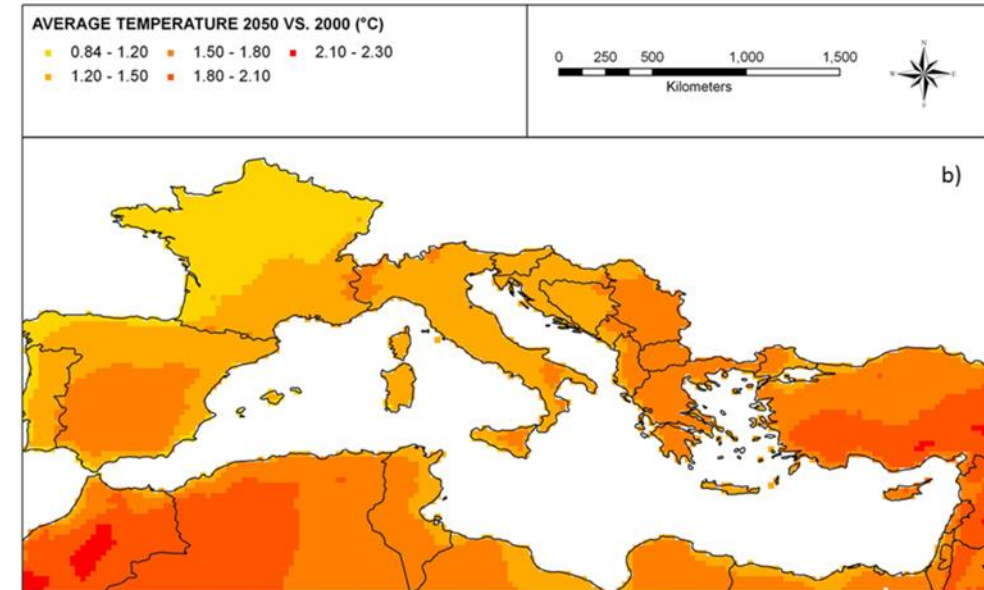 AVERAGE TEMPERATURE 2050 VS. 2000 (°C)
0.84 - 1.20 1.50 - 1.80 2.10 - 2.30
1.20 - 1.50 1.80 - 2.10
0 250 500 1,000 1,500
Kilometers
N
W E
S
b)